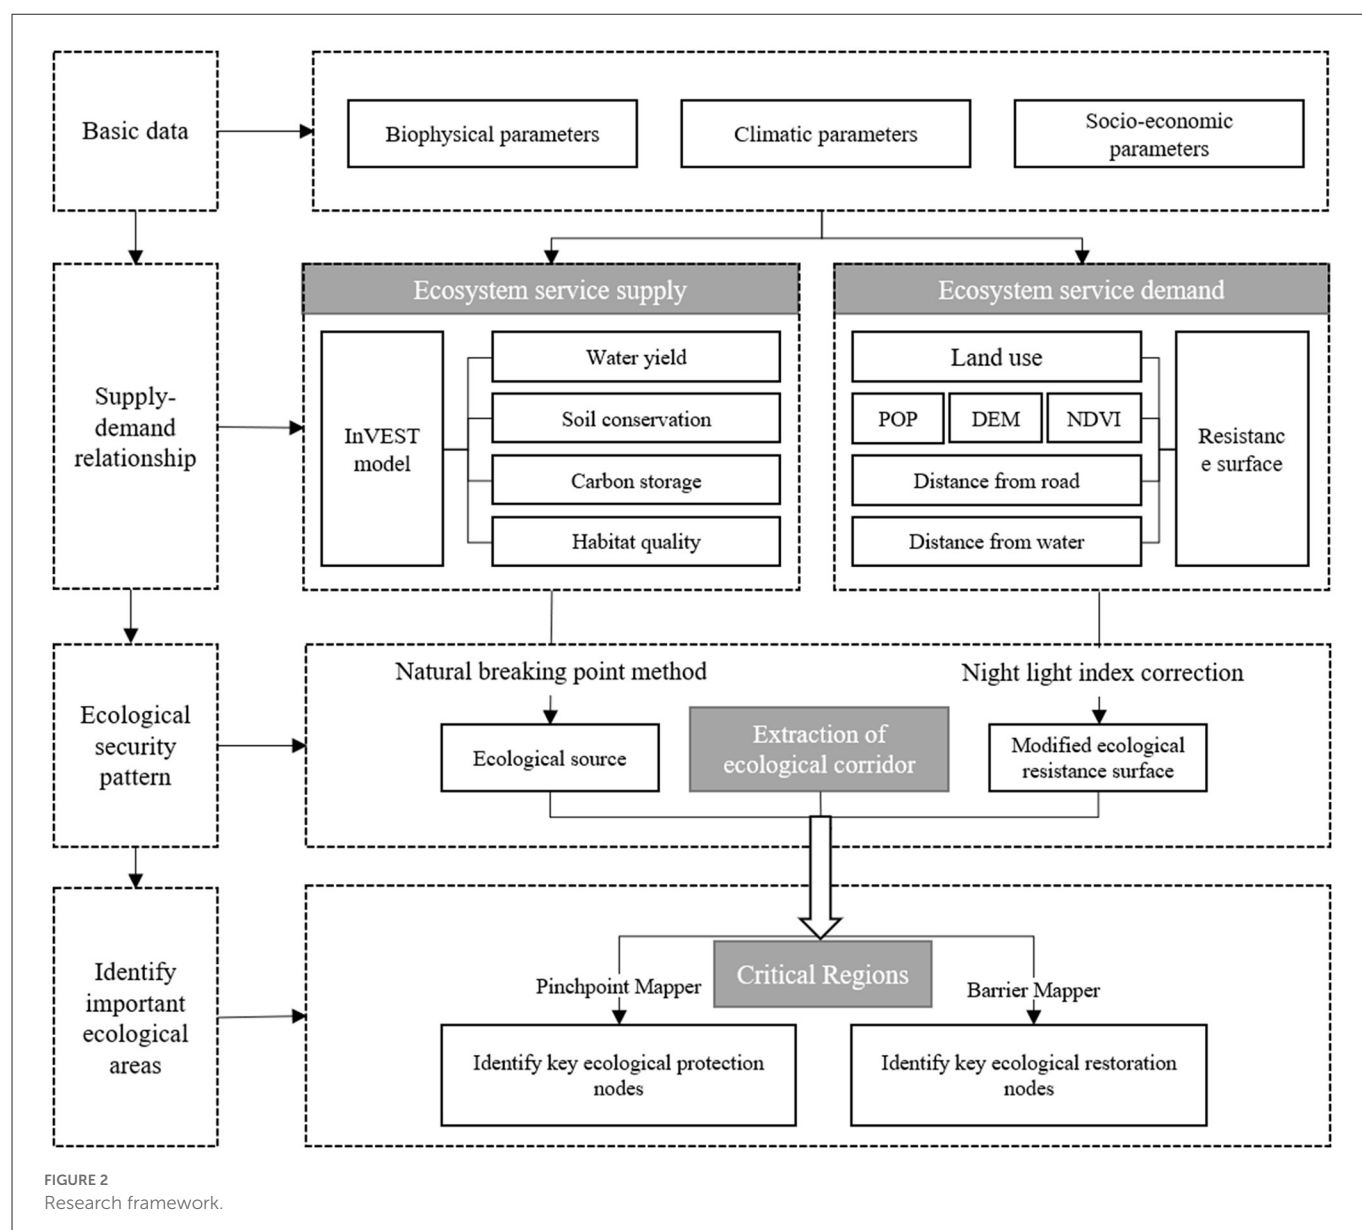 Basic data
Biophysical parameters
Climatic parameters
Socio-economic
parameters
Supply-
demand
relationship
Ecosystem service supply
InVEST
model
Water yield
Soil conservation
Carbon storage
Habitat quality
Ecosystem service demand
Land use
POP
DEM
NDVI
Distance from road
Distance from water
Resistanc
e surface
Ecological
security
pattern
Natural breaking point method
Night light index correction
Ecological source
Extraction of
ecological corridor
Modified ecological
resistance surface
Identify
important
ecological
areas
Critical Regions
Pinchpoint Mapper
Barrier Mapper
Identify key ecological protection
nodes
Identify key ecological restoration
nodes
FIGURE 2
Research framework.